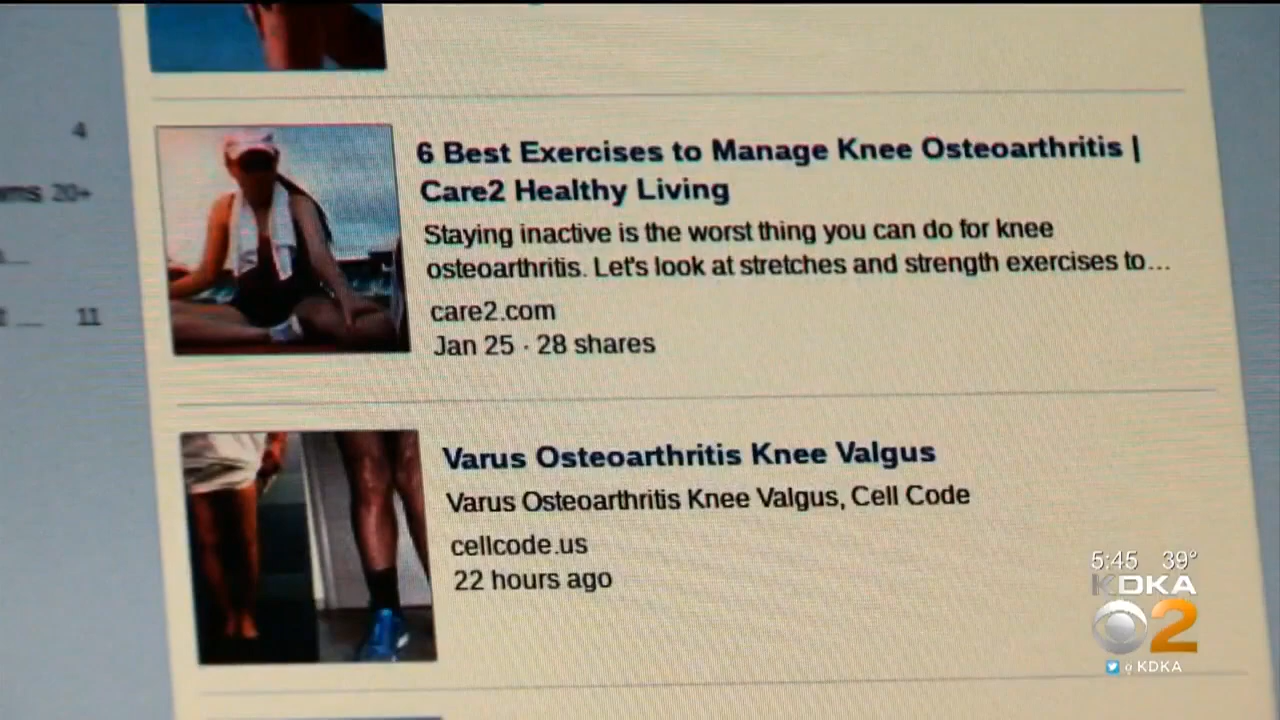 4
20+
11
6 Best Exercises to Manage Knee Osteoarthritis |
Care2 Healthy Living
Staying inactive is the worst thing you can do for knee
osteoarthritis. Let's look at stretches and strength exercises to...
care2.com
Jan 25 · 28 shares
Varus Osteoarthritis Knee Valgus
Varus Osteoarthritis Knee Valgus, Cell Code
cellcode.us
22 hours ago
5:45 39°
KDKA
2
@KDKA